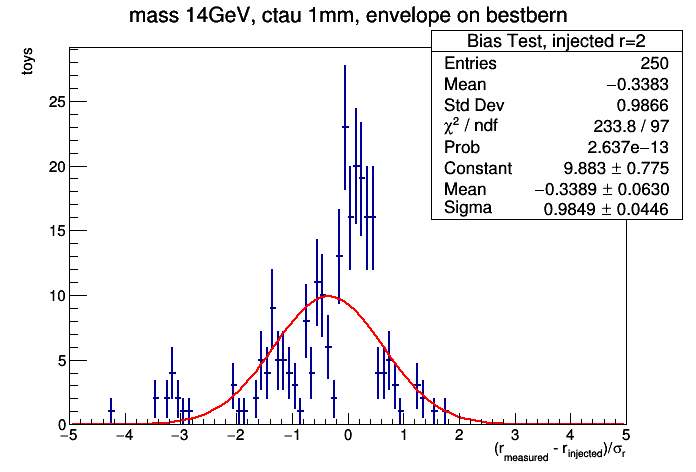 mass 14GeV, ctau 1mm, envelope on bestbern
Bias Test, injected r=2
Entries 250
Mean −0.3383
Std Dev 0.9866
χ² / ndf 233.8 / 97
Prob 2.637e−13
Constant 9.883 ± 0.775
Mean −0.3389 ± 0.0630
Sigma 0.9849 ± 0.0446
toys
25
20
15
10
5
0
−5 −4 −3 −2 −1 0 1 2 3 4 5
(r_measured - r_injected)/σ_r